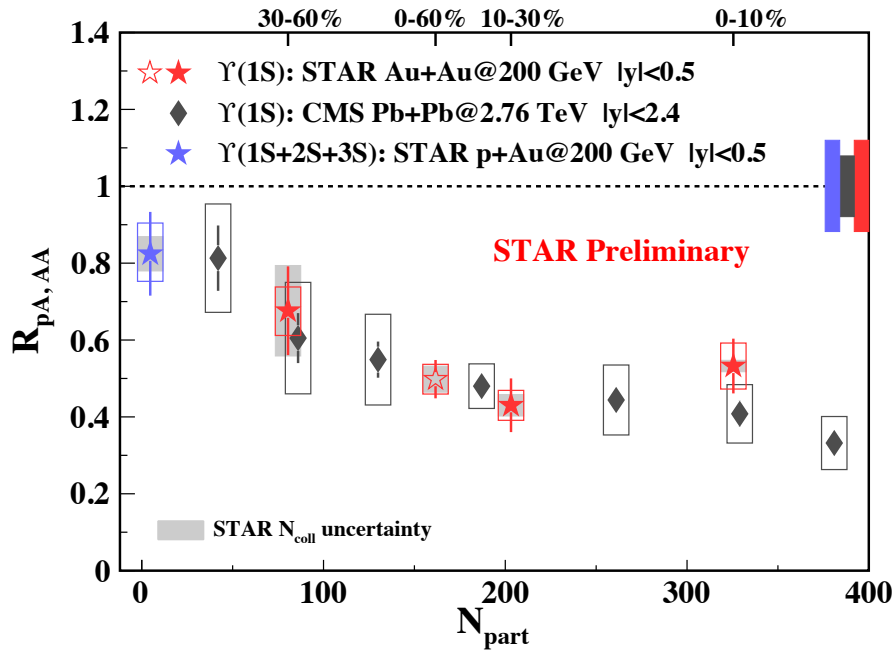 30-60% 0-60% 10-30% 0-10%
1.4
☆ ★ ϒ(1S): STAR Au+Au@200 GeV |y|<0.5
1.2
ϒ(1S): CMS Pb+Pb@2.76 TeV |y|<2.4
★ ϒ(1S+2S+3S): STAR p+Au@200 GeV |y|<0.5
1
STAR Preliminary
0.8
R_pA, AA
0.6
0.4
0.2
STAR N_coll uncertainty
0
0 100 200 300 400
N_part